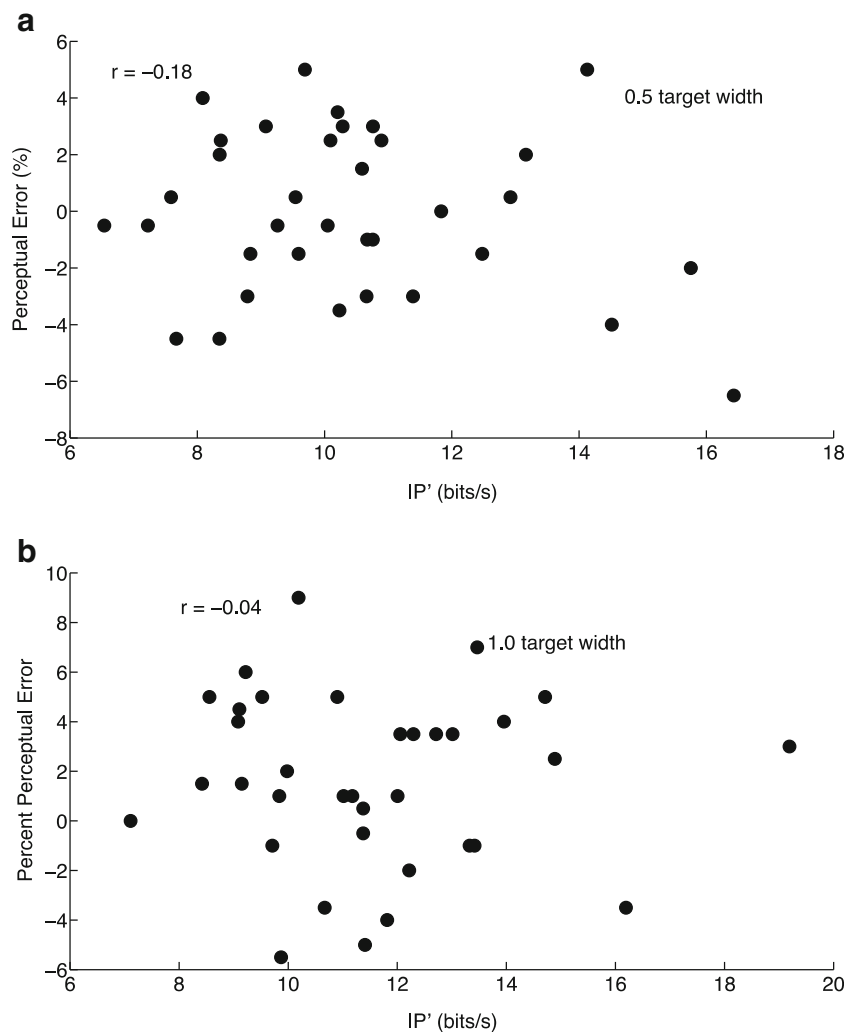 a
6
r = –0.18
0.5 target width
4
2
0
–2
–4
–6
–8
Perceptual Error (%)
6 8 10 12 14 16 18
IP' (bits/s)
b
10
r = –0.04
8
1.0 target width
6
4
2
0
–2
–4
–6
Percent Perceptual Error
6 8 10 12 14 16 18 20
IP' (bits/s)